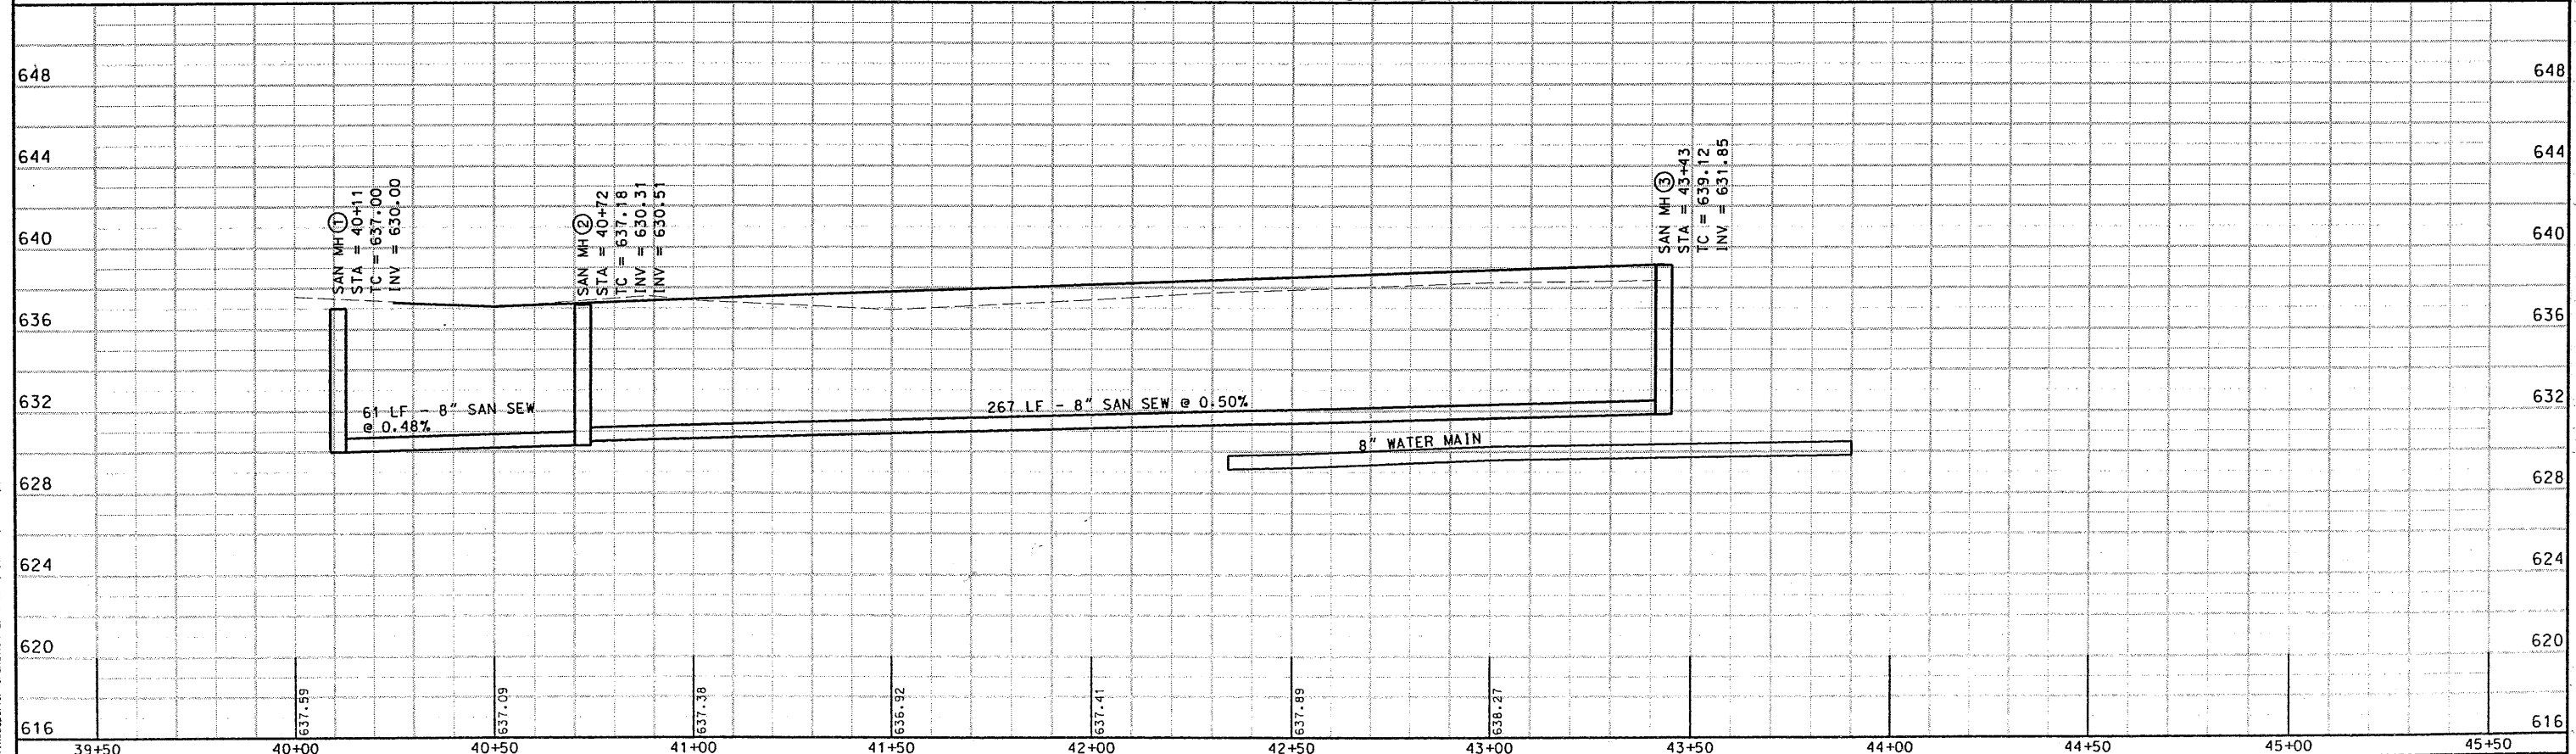 648
648
644
644
640
640
636
636
632
632
628
628
624
624
620
620
616
616
SAN MH 1
STA = 40+11
TC = 637.00
INV = 630.00
SAN MH 2
STA = 40+72
TC = 637.18
INV = 630.31
INV = 630.51
SAN MH 3
STA = 43+43
TC = 639.12
INV = 631.85
61 LF - 8" SAN SEW
@ 0.48%
267 LF - 8" SAN SEW @ 0.50%
8" WATER MAIN
637.59
637.09
637.38
636.92
637.41
637.89
638.27
39+50
40+00
40+50
41+00
41+50
42+00
42+50
43+00
43+50
44+00
44+50
45+00
45+50